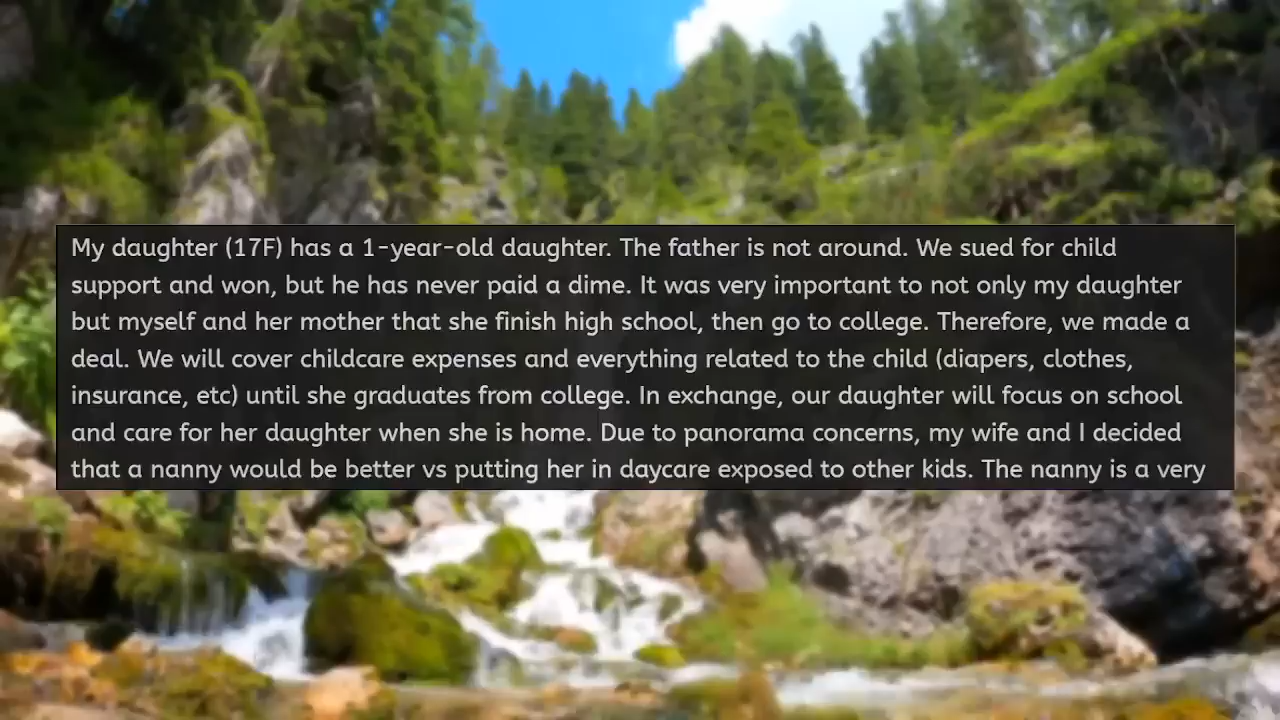 My daughter (17F) has a 1-year-old daughter. The father is not around. We sued for child
support and won, but he has never paid a dime. It was very important to not only my daughter
but myself and her mother that she finish high school, then go to college. Therefore, we made a
deal. We will cover childcare expenses and everything related to the child (diapers, clothes,
insurance, etc) until she graduates from college. In exchange, our daughter will focus on school
and care for her daughter when she is home. Due to panorama concerns, my wife and I decided
that a nanny would be better vs putting her in daycare exposed to other kids. The nanny is a very